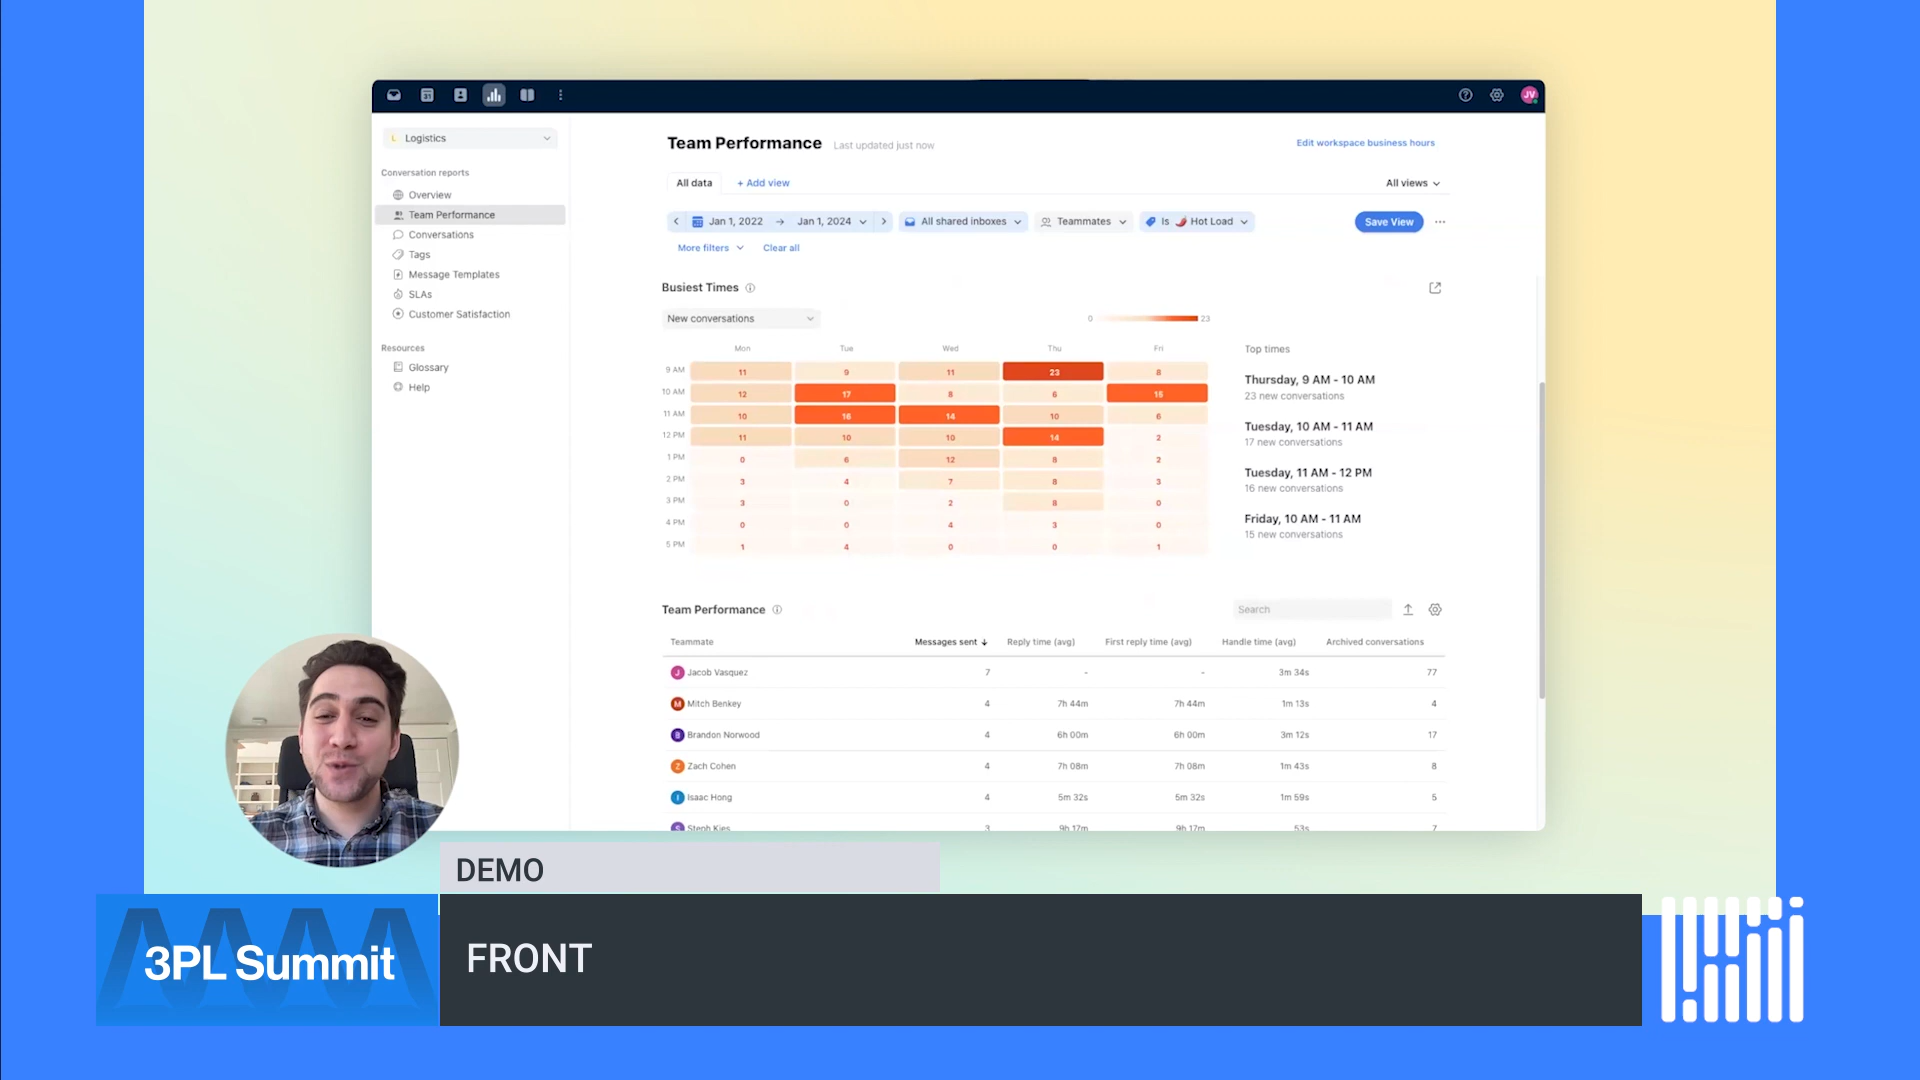 JV
L Logistics
Team Performance Last updated just now
Edit workspace business hours
Conversation reports
Overview
Team Performance
Conversations
Tags
Message Templates
SLAs
Customer Satisfaction
Resources
Glossary
Help
All data + Add view All views
Jan 1, 2022 → Jan 1, 2024 All shared inboxes Teammates Is 🌶️ Hot Load Save View
More filters Clear all
Busiest Times
New conversations 0 23
Mon Tue Wed Thu Fri
9 AM 11 9 11 23 8
10 AM 12 17 8 6 15
11 AM 10 16 14 10 6
12 PM 11 10 10 14 2
1 PM 0 6 12 8 2
2 PM 3 4 7 8 3
3 PM 3 0 2 8 0
4 PM 0 0 4 3 0
5 PM 1 4 0 0 1
Top times
Thursday, 9 AM - 10 AM
23 new conversations
Tuesday, 10 AM - 11 AM
17 new conversations
Tuesday, 11 AM - 12 PM
16 new conversations
Friday, 10 AM - 11 AM
15 new conversations
Team Performance Search
Teammate Messages sent ↓ Reply time (avg) First reply time (avg) Handle time (avg) Archived conversations
J Jacob Vasquez 7 - - 3m 34s 77
M Mitch Benkey 4 7h 44m 7h 44m 1m 13s 4
B Brandon Norwood 4 6h 00m 6h 00m 3m 12s 17
Z Zach Cohen 4 7h 08m 7h 08m 1m 43s 8
I Isaac Hong 4 5m 32s 5m 32s 1m 59s 5
S Steph Kies 3 9h 17m 9h 17m 53s 7
DEMO
3PL Summit
FRONT